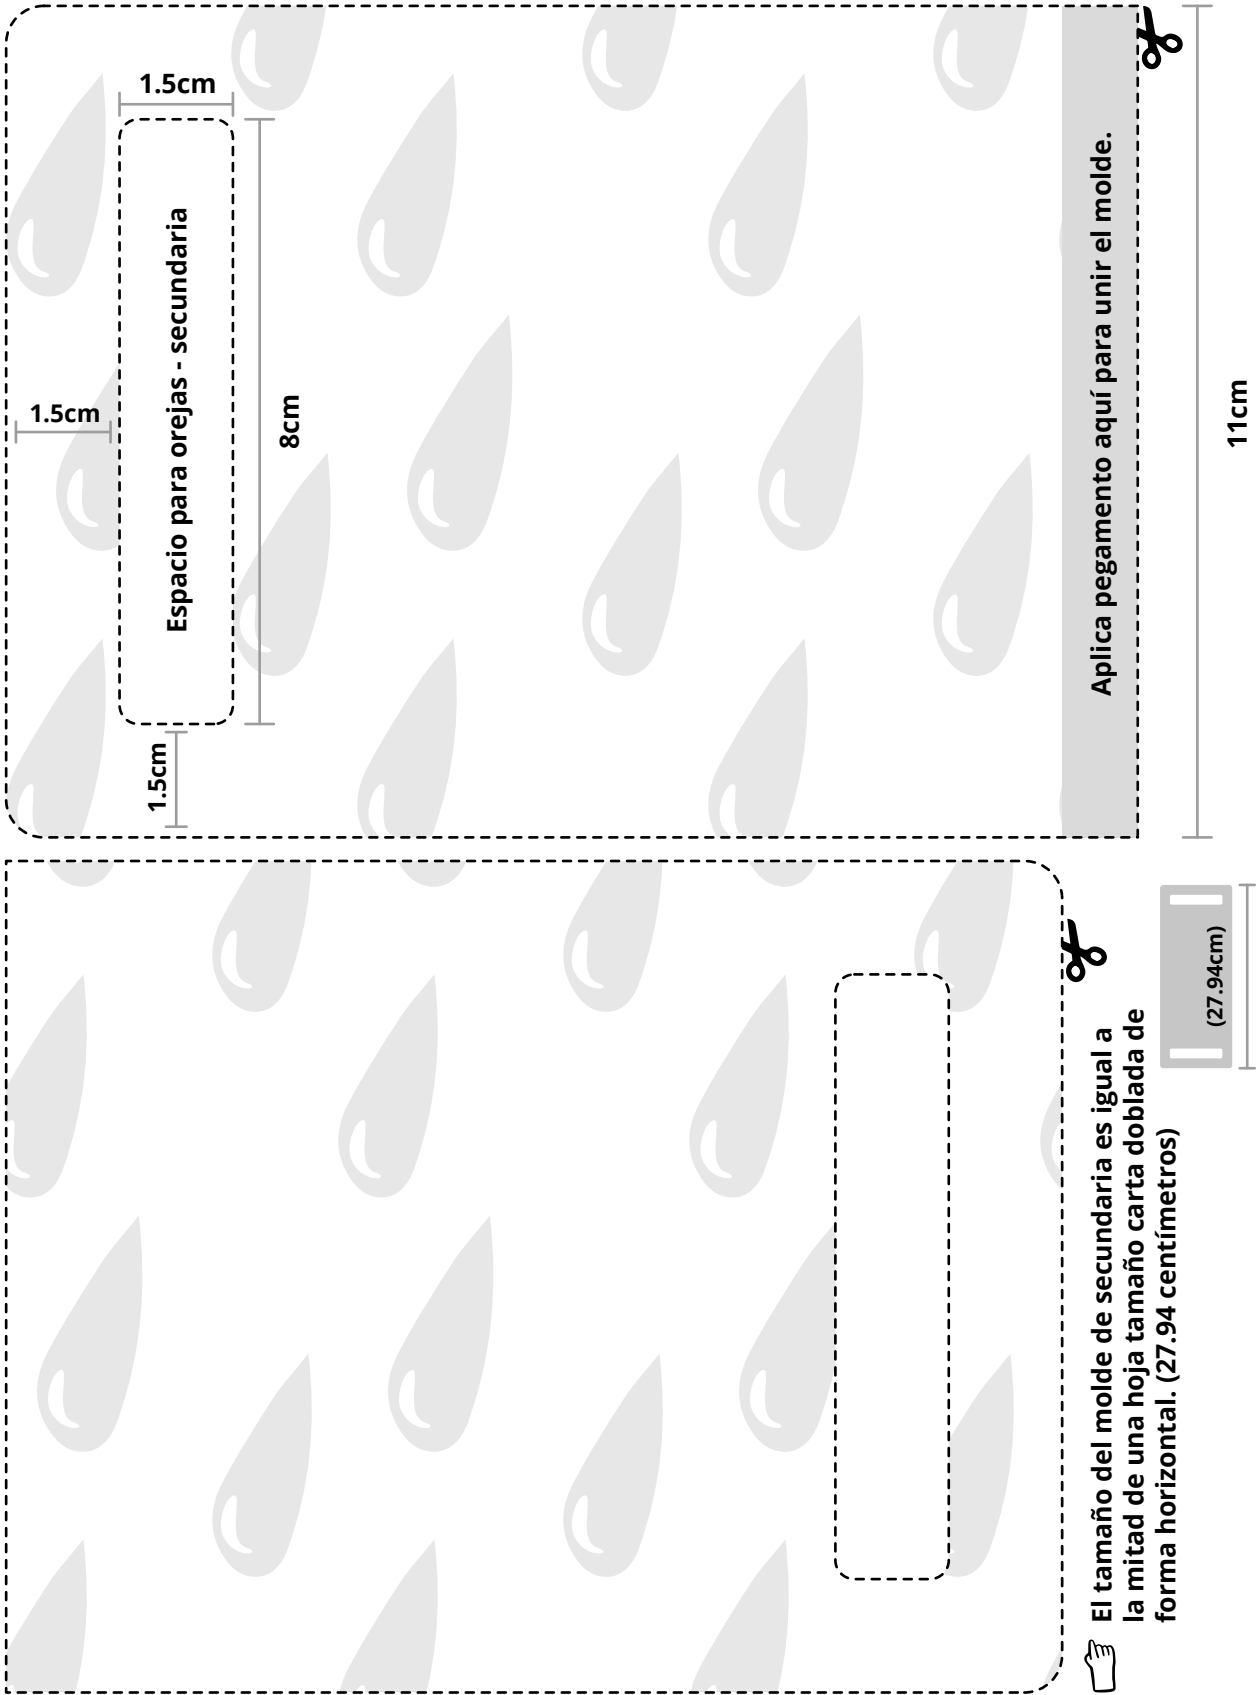 1.5cm
Espacio para orejas - secundaria
1.5cm
8cm
1.5cm
Aplica pegamento aquí para unir el molde.
11cm
El tamaño del molde de secundaria es igual a
la mitad de una hoja tamaño carta doblada de
forma horizontal. (27.94 centímetros)
(27.94cm)